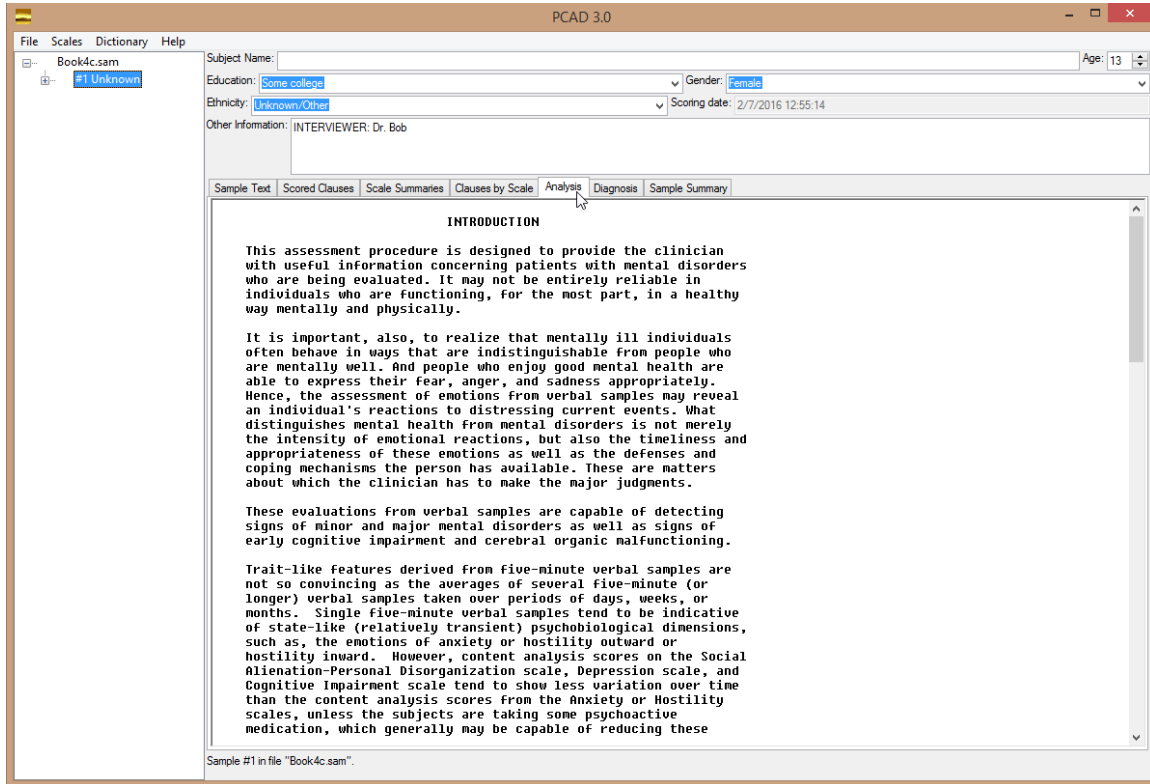 PCAD 3.0
File Scales Dictionary Help
Book4c.sam
#1 Unknown
Subject Name:
Age: 13
Education: Some college
Gender: Female
Ethnicity: Unknown/Other
Scoring date: 2/7/2016 12:55:14
Other Information: INTERVIEWER: Dr. Bob
Sample Text Scored Clauses Scale Summaries Clauses by Scale Analysis Diagnosis Sample Summary
INTRODUCTION
This assessment procedure is designed to provide the clinician
with useful information concerning patients with mental disorders
who are being evaluated. It may not be entirely reliable in
individuals who are functioning, for the most part, in a healthy
way mentally and physically.
It is important, also, to realize that mentally ill individuals
often behave in ways that are indistinguishable from people who
are mentally well. And people who enjoy good mental health are
able to express their fear, anger, and sadness appropriately.
Hence, the assessment of emotions from verbal samples may reveal
an individual's reactions to distressing current events. What
distinguishes mental health from mental disorders is not merely
the intensity of emotional reactions, but also the timeliness and
appropriateness of these emotions as well as the defenses and
coping mechanisms the person has available. These are matters
about which the clinician has to make the major judgments.
These evaluations from verbal samples are capable of detecting
signs of minor and major mental disorders as well as signs of
early cognitive impairment and cerebral organic malfunctioning.
Trait-like features derived from five-minute verbal samples are
not so convincing as the averages of several five-minute (or
longer) verbal samples taken over periods of days, weeks, or
months. Single five-minute verbal samples tend to be indicative
of state-like (relatively transient) psychobiological dimensions,
such as, the emotions of anxiety or hostility outward or
hostility inward. However, content analysis scores on the Social
Alienation-Personal Disorganization scale, Depression scale, and
Cognitive Impairment scale tend to show less variation over time
than the content analysis scores from the Anxiety or Hostility
scales, unless the subjects are taking some psychoactive
medication, which generally may be capable of reducing these
Sample #1 in file "Book4c.sam".